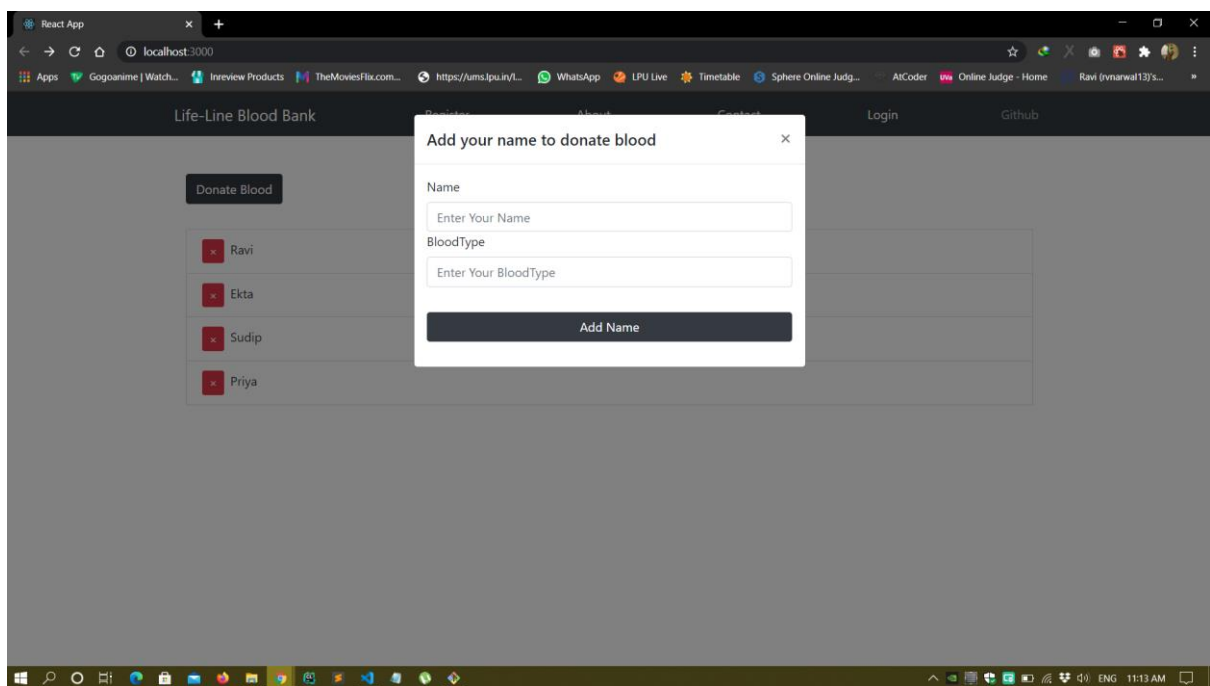 React App
localhost:3000
Apps Gogoanime | Watch... Inreview Products TheMoviesFlix.com... https://ums.lpu.in/l... WhatsApp LPU Live Timetable Sphere Online Judg... AtCoder Online Judge - Home Ravi (rvnarwal13)'s... »
Life-Line Blood Bank Register About Contact Login Github
Add your name to donate blood ×
Donate Blood
Name
Enter Your Name
BloodType
Enter Your BloodType
Add Name
× Ravi
× Ekta
× Sudip
× Priya
ENG 11:13 AM